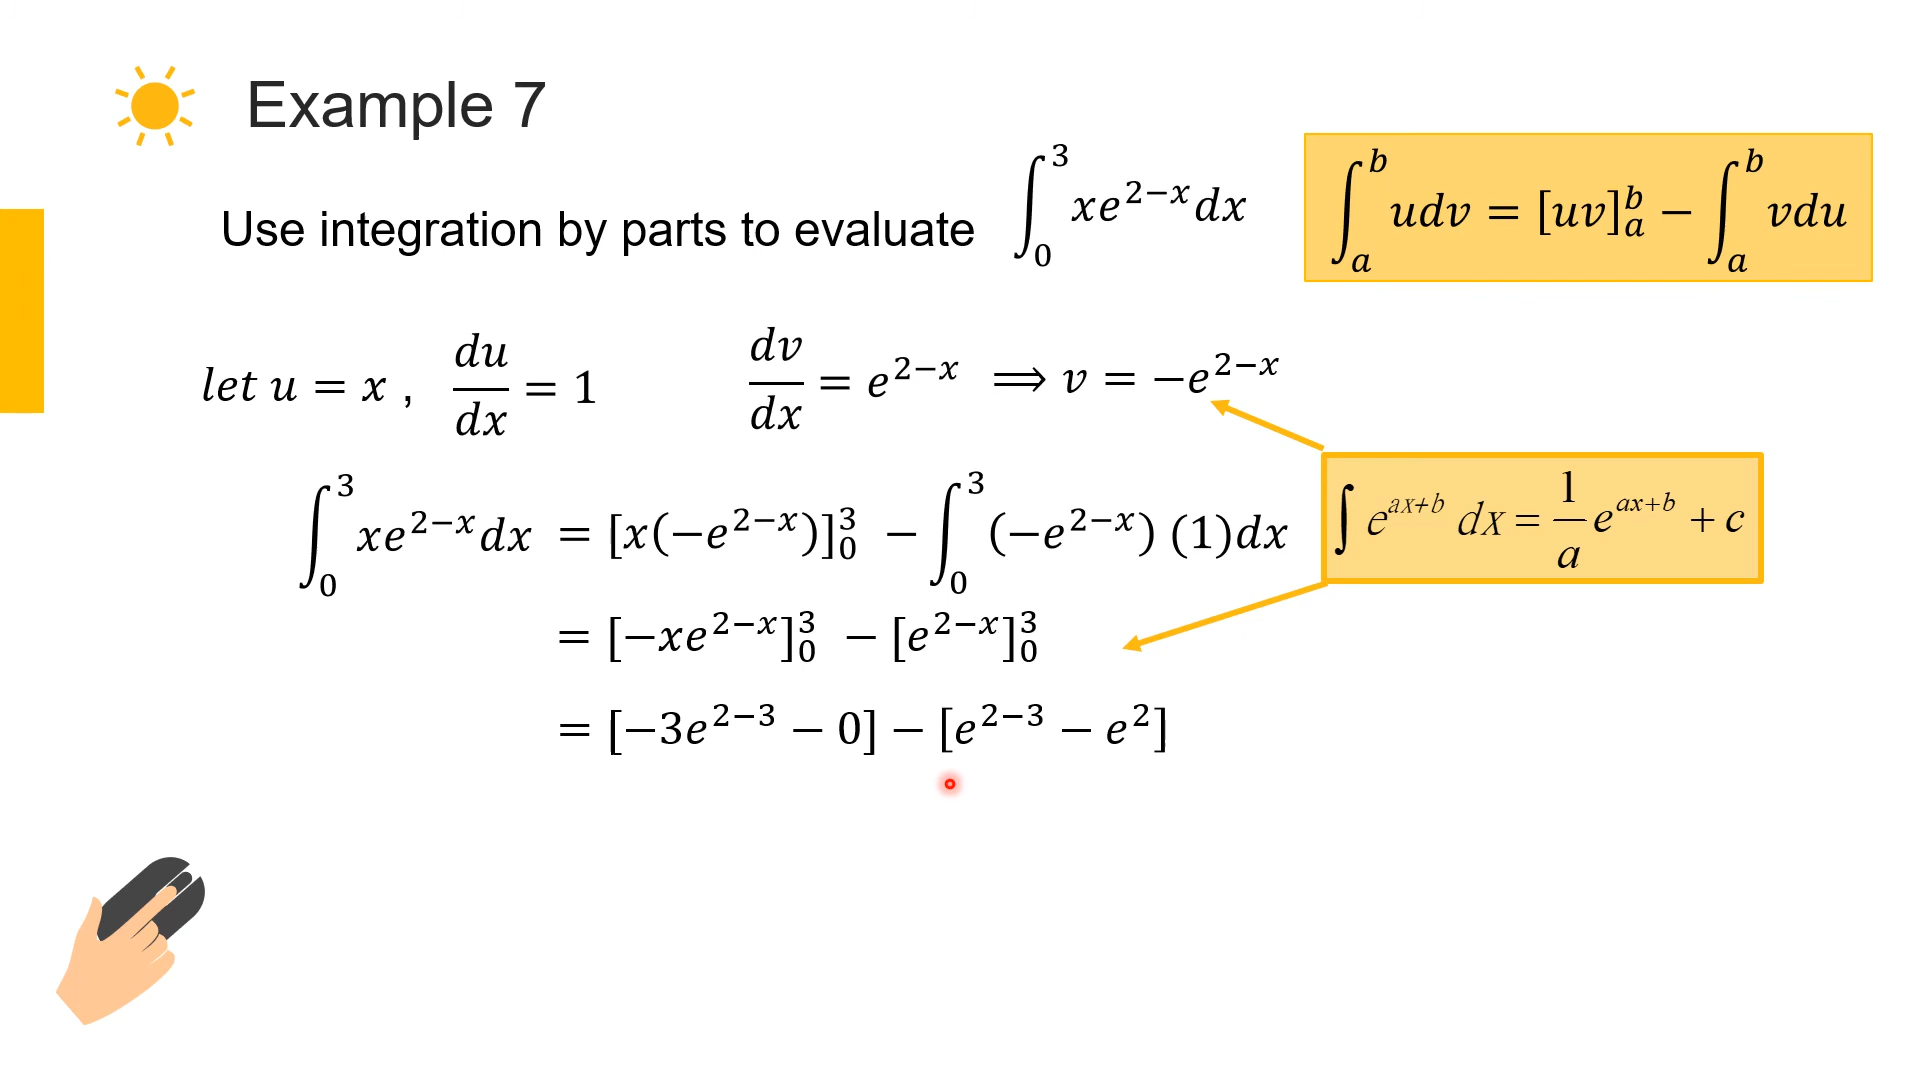 Example 7
Use integration by parts to evaluate ∫₀³ xe^{2−x}dx
∫ₐᵇ udv = [uv]ₐᵇ − ∫ₐᵇ vdu
let u = x , du/dx = 1 dv/dx = e^{2−x} ⟹ v = −e^{2−x}
∫₀³ xe^{2−x}dx = [x(−e^{2−x})]₀³ − ∫₀³ (−e^{2−x}) (1)dx
∫ e^{ax+b} dx = 1/a e^{ax+b} + c
= [−xe^{2−x}]₀³ − [e^{2−x}]₀³
= [−3e^{2−3} − 0] − [e^{2−3} − e^2]